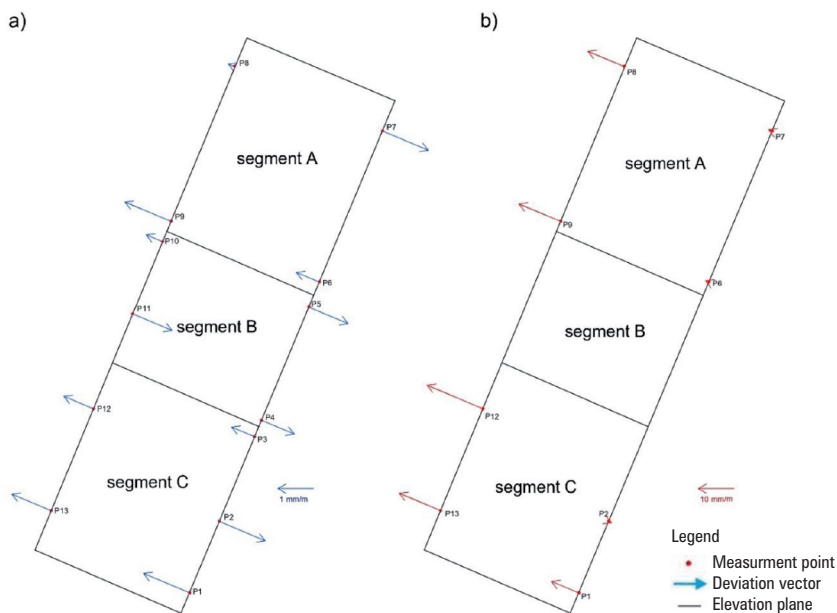 a)
P8
P7
segment A
P9
P10
P6
P5
P11
segment B
P12
P4
P3
segment C
1 mm/m
P13
P2
P1
b)
P8
P7
segment A
P9
P6
segment B
P12
segment C
10 mm/m
P13
P2
P1
Legend
Measurment point
Deviation vector
Elevation plane